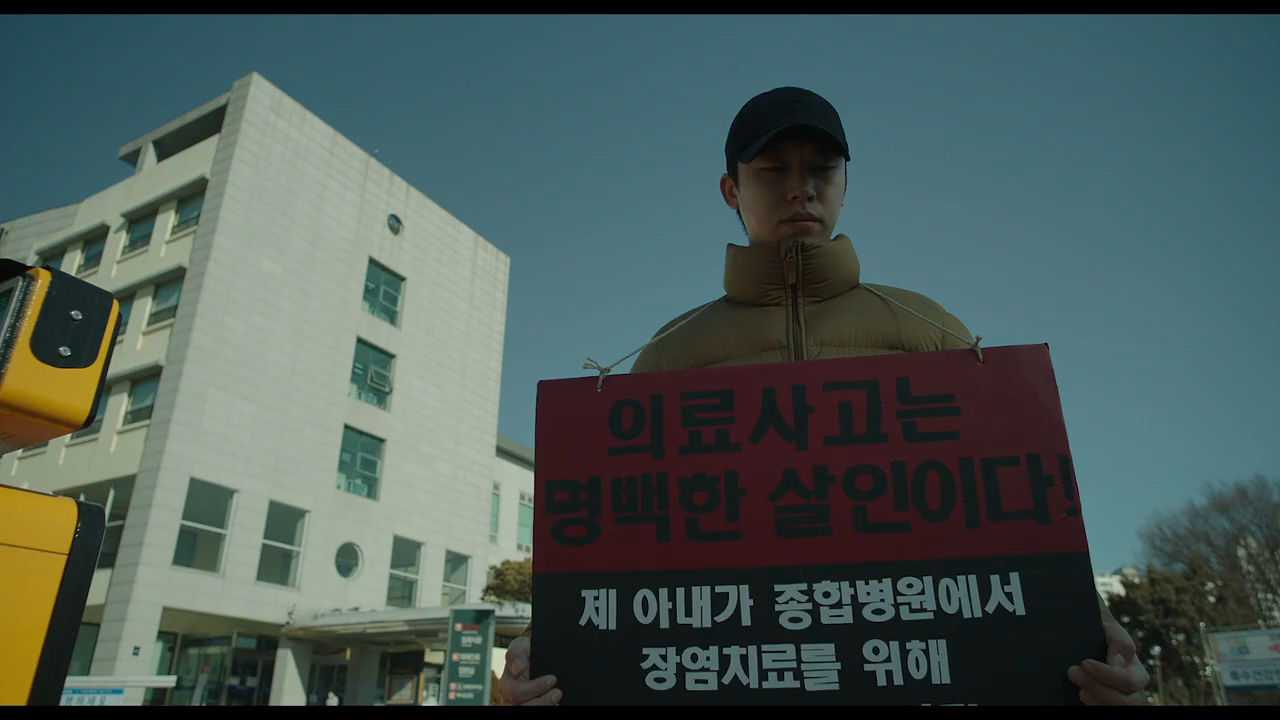 의료사고는
명백한 살인이다!
제 아내가 종합병원에서
장염치료를 위해